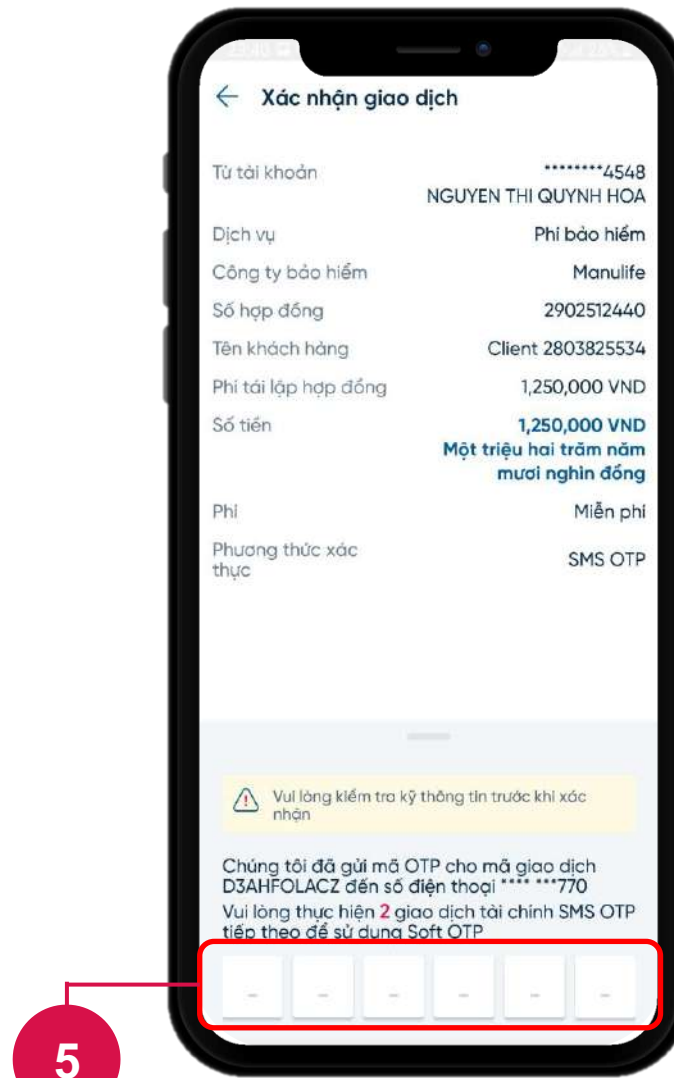 Xác nhận giao dịch
Từ tài khoản ********4548
NGUYEN THI QUYNH HOA
Dịch vụ Phí bảo hiểm
Công ty bảo hiểm Manulife
Số hợp đồng 2902512440
Tên khách hàng Client 2803825534
Phí tái lập hợp đồng 1,250,000 VND
Số tiền 1,250,000 VND
Một triệu hai trăm năm
mươi nghìn đồng
Phí Miễn phí
Phương thức xác
thực SMS OTP
Vui lòng kiểm tra kỹ thông tin trước khi xác
nhận
Chúng tôi đã gửi mã OTP cho mã giao dịch
D3AHFOLACZ đến số điện thoại **** ***770
Vui lòng thực hiện 2 giao dịch tài chính SMS OTP
tiếp theo để sử dụng Soft OTP
– – – – – –
5